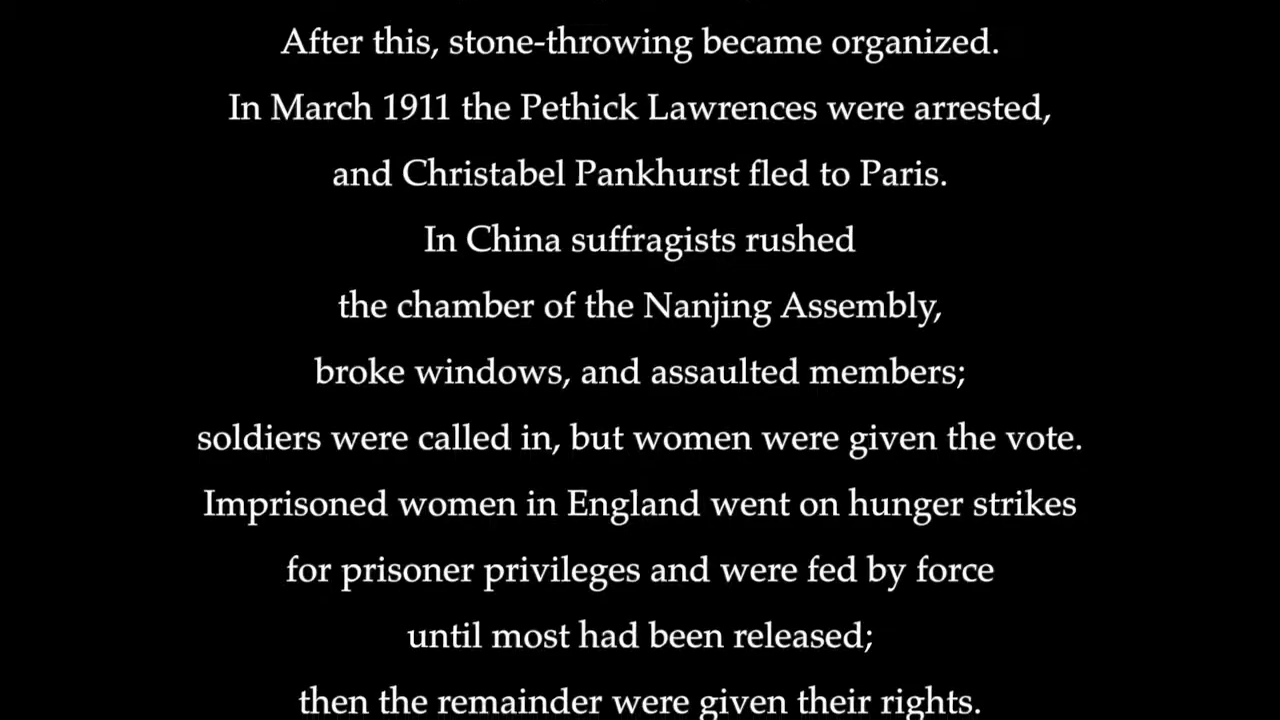 After this, stone-throwing became organized.
In March 1911 the Pethick Lawrences were arrested,
and Christabel Pankhurst fled to Paris.
In China suffragists rushed
the chamber of the Nanjing Assembly,
broke windows, and assaulted members;
soldiers were called in, but women were given the vote.
Imprisoned women in England went on hunger strikes
for prisoner privileges and were fed by force
until most had been released;
then the remainder were given their rights.